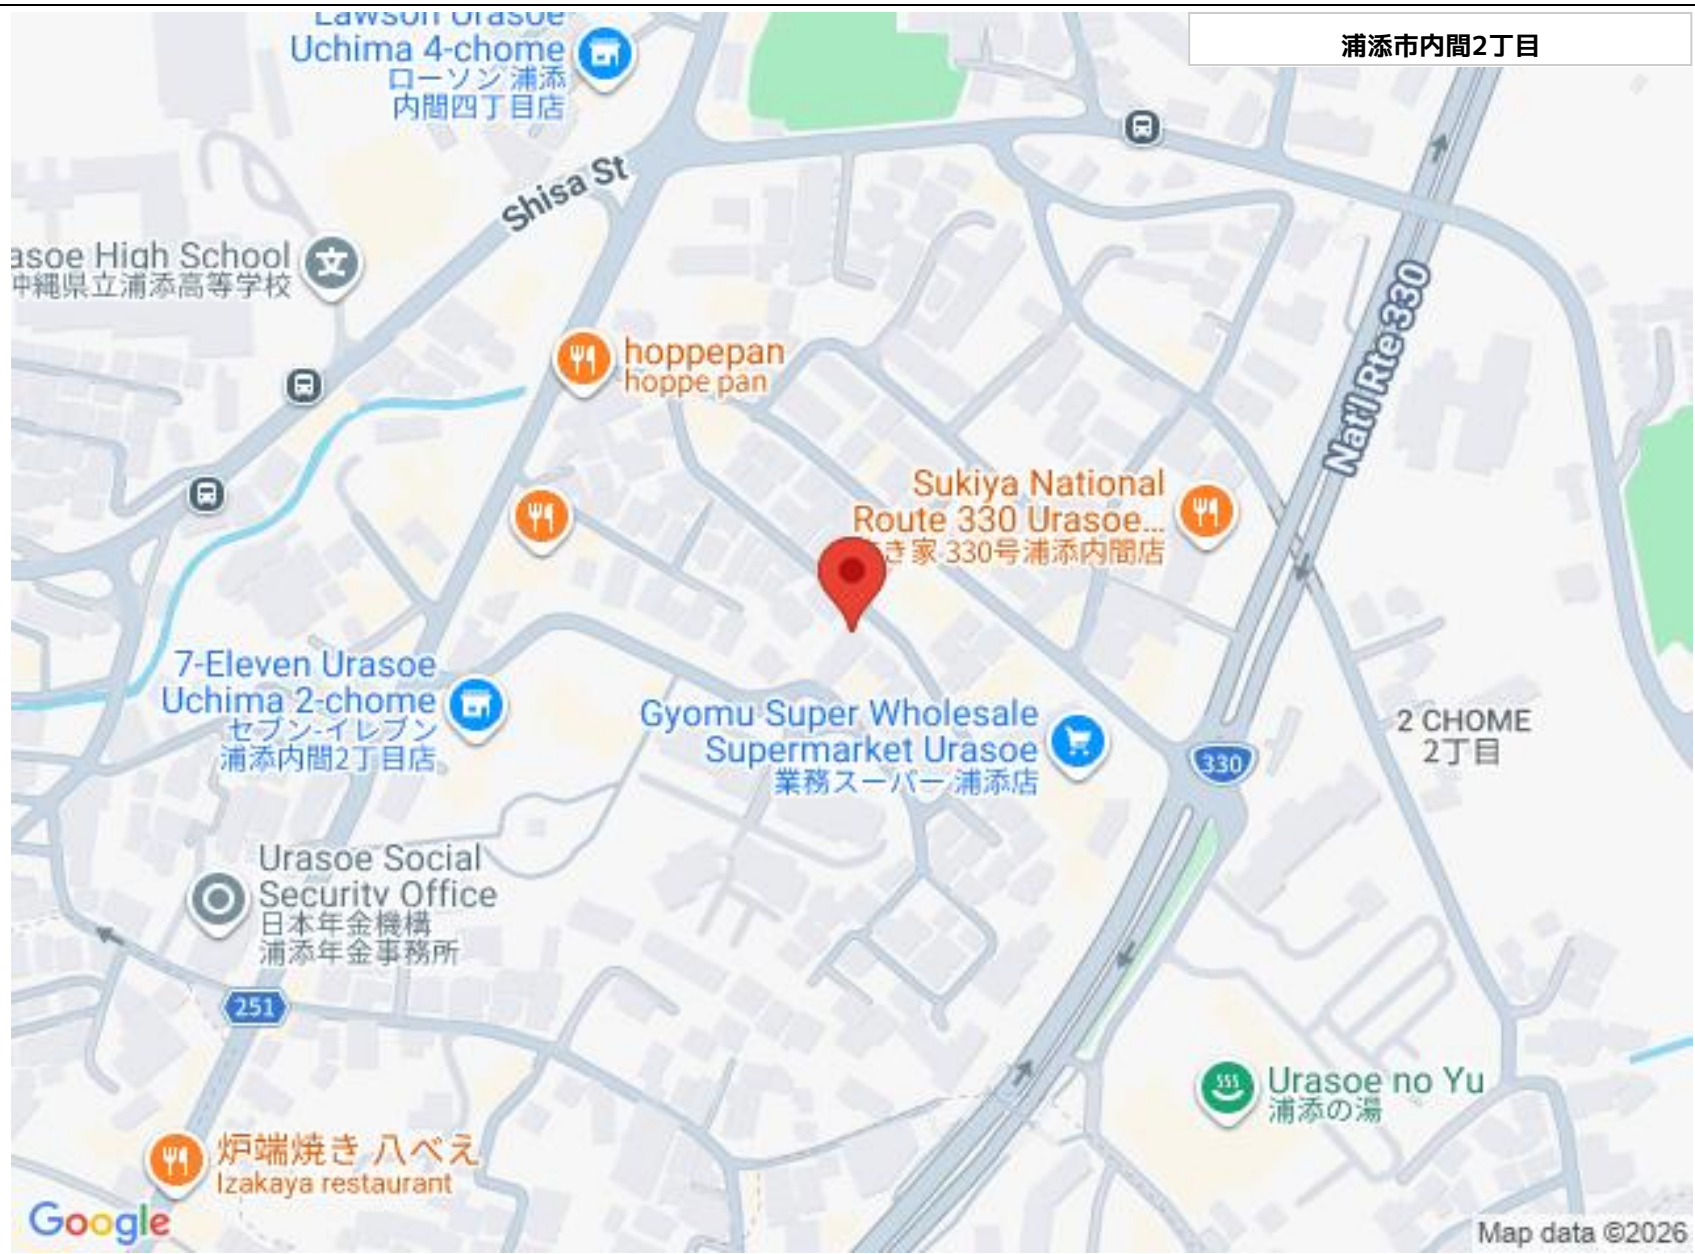 浦添市内間2丁目
Lawson Urasoe
Uchima 4-chome
ローソン 浦添
内間四丁目店
Shisa St
asoe High School
沖縄県立浦添高等学校
hoppepan
hoppe pan
Nat'l Rte 330
Sukiya National
Route 330 Urasoe...
き家 330号浦添内間店
7-Eleven Urasoe
Uchima 2-chome
セブン-イレブン
浦添内間2丁目店
Gyomu Super Wholesale
Supermarket Urasoe
業務スーパー 浦添店
330
2 CHOME
2丁目
Urasoe Social
Security Office
日本年金機構
浦添年金事務所
251
Urasoe no Yu
浦添の湯
炉端焼き 八べえ
Izakaya restaurant
Google
Map data ©2026